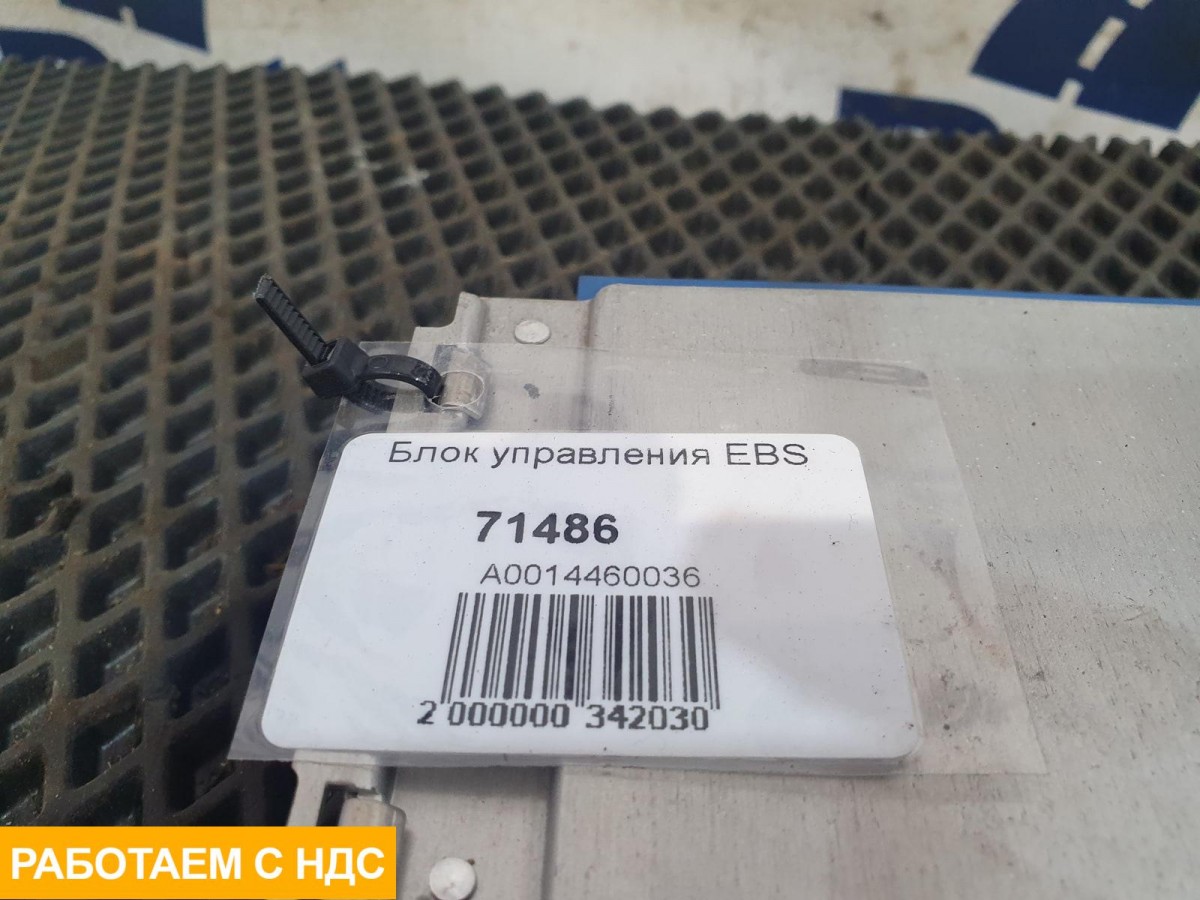 Блок управления EBS
71486
A0014460036
2 000000 342030
РАБОТАЕМ С НДС